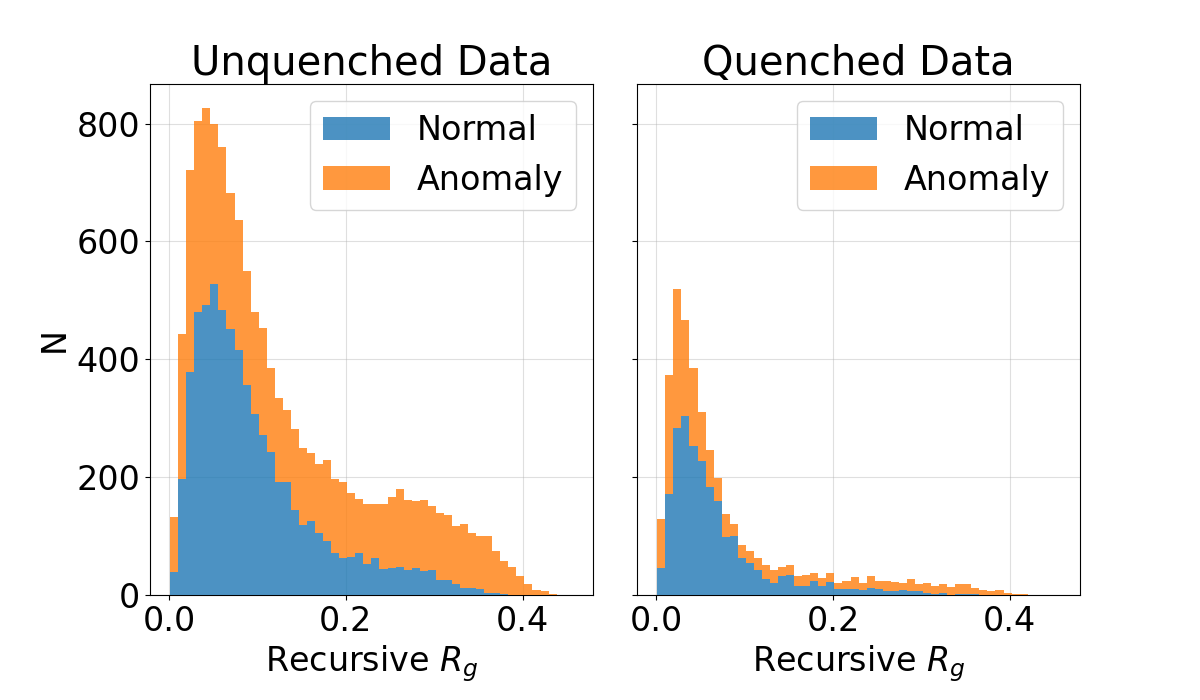 Unquenched Data
Quenched Data
Normal
Anomaly
Normal
Anomaly
800
600
400
200
0
N
0.0 0.2 0.4
0.0 0.2 0.4
Recursive $R_g$
Recursive $R_g$